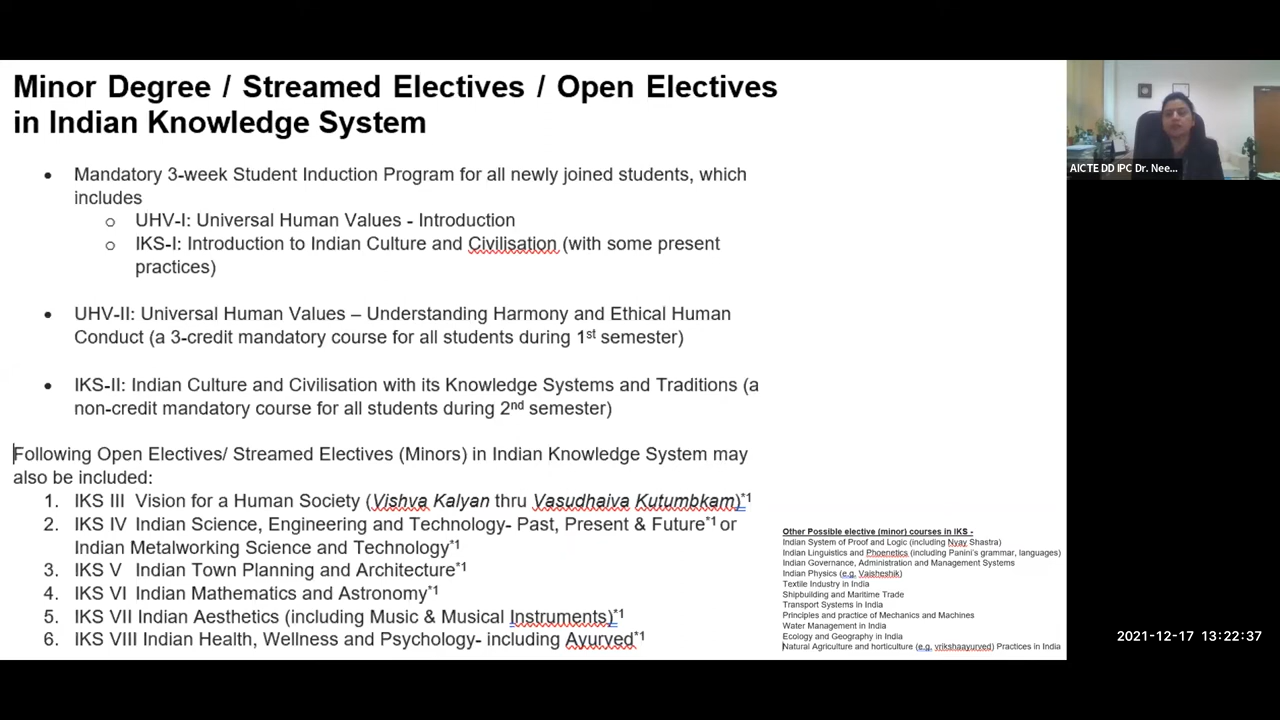 Minor Degree / Streamed Electives / Open Electives
in Indian Knowledge System
• Mandatory 3-week Student Induction Program for all newly joined students, which
includes
o UHV-I: Universal Human Values - Introduction
o IKS-I: Introduction to Indian Culture and Civilisation (with some present
practices)
• UHV-II: Universal Human Values – Understanding Harmony and Ethical Human
Conduct (a 3-credit mandatory course for all students during 1st semester)
• IKS-II: Indian Culture and Civilisation with its Knowledge Systems and Traditions (a
non-credit mandatory course for all students during 2nd semester)
Following Open Electives/ Streamed Electives (Minors) in Indian Knowledge System may
also be included:
1. IKS III Vision for a Human Society (Vishva Kalyan thru Vasudhaiva Kutumbkam)*1
2. IKS IV Indian Science, Engineering and Technology- Past, Present & Future*1 or
Indian Metalworking Science and Technology*1
3. IKS V Indian Town Planning and Architecture*1
4. IKS VI Indian Mathematics and Astronomy*1
5. IKS VII Indian Aesthetics (including Music & Musical Instruments)*1
6. IKS VIII Indian Health, Wellness and Psychology- including Ayurved*1
Other Possible elective (minor) courses in IKS -
Indian System of Proof and Logic (including Nyay Shastra)
Indian Linguistics and Phoenetics (including Panini's grammar, languages)
Indian Governance, Administration and Management Systems
Indian Physics (e.g. Vaisheshik)
Textile Industry in India
Shipbuilding and Maritime Trade
Transport Systems in India
Principles and practice of Mechanics and Machines
Water Management in India
Ecology and Geography in India
Natural Agriculture and horticulture (e.g. vrikshaayurved) Practices in India
AICTE DD IPC Dr. Nee...
2021-12-17 13:22:37